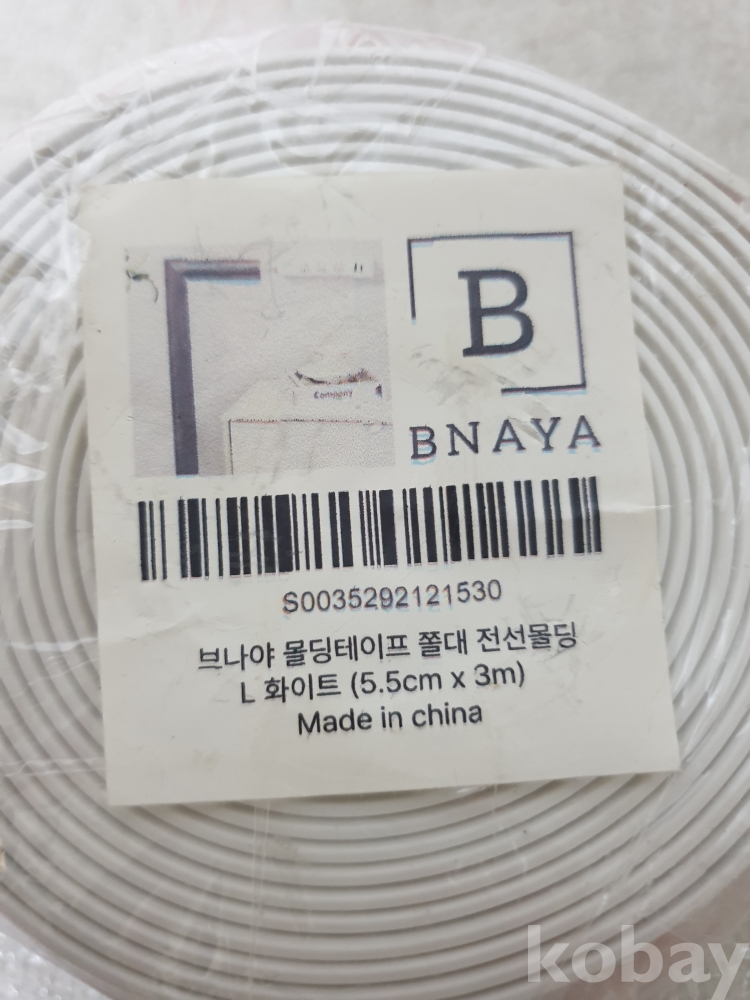 Company
B
BNAYA
S0035292121530
브나야 몰딩테이프 쫄대 전선몰딩
L 화이트 (5.5cm x 3m)
Made in china
kobay